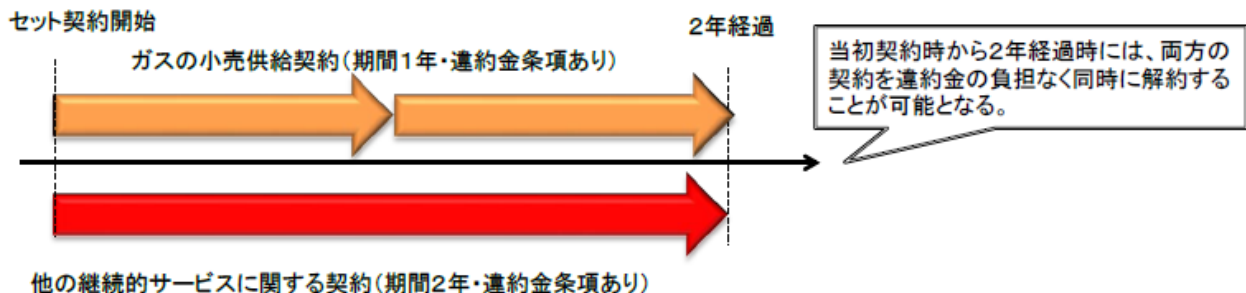 セット契約開始
2年経過
ガスの小売供給契約(期間1年・違約金条項あり)
当初契約時から2年経過時には、両方の
契約を違約金の負担なく同時に解約する
ことが可能となる。
他の継続的サービスに関する契約(期間2年・違約金条項あり)